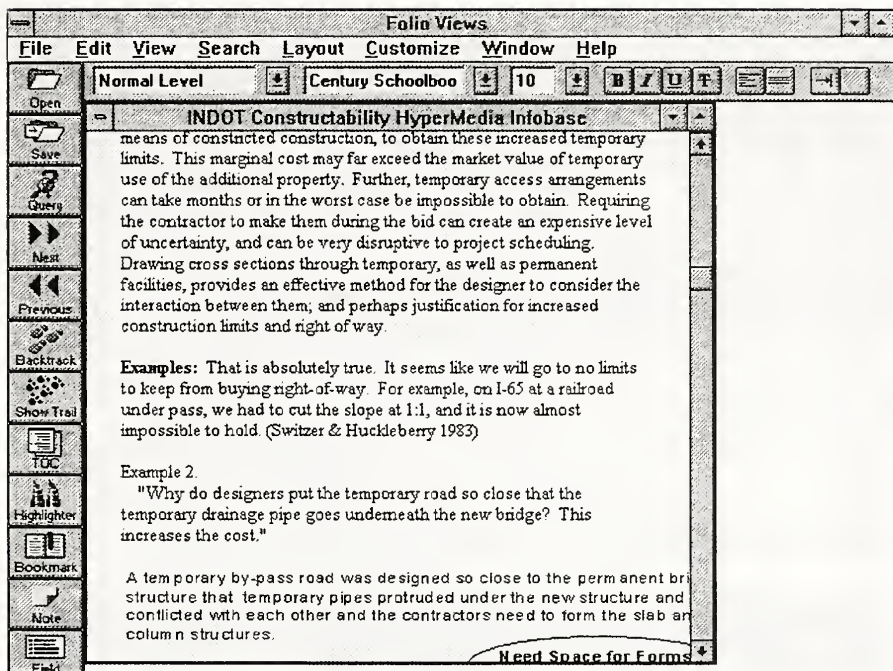 Folio Views
File Edit View Search Layout Customize Window Help
Normal Level Century Schoolboo 10 B I U T
Open
Save
Query
Next
Previous
Backtrack
Show Trail
TOC
Highlighter
Bookmark
Note
Field
INDOT Constructability HyperMedia Infobase
means of constricted construction, to obtain these increased temporary
limits. This marginal cost may far exceed the market value of temporary
use of the additional property. Further, temporary access arrangements
can take months or in the worst case be impossible to obtain. Requiring
the contractor to make them during the bid can create an expensive level
of uncertainty, and can be very disruptive to project scheduling.
Drawing cross sections through temporary, as well as permanent
facilities, provides an effective method for the designer to consider the
interaction between them; and perhaps justification for increased
construction limits and right of way.
Examples: That is absolutely true. It seems like we will go to no limits
to keep from buying right-of-way. For example, on I-65 at a railroad
under pass, we had to cut the slope at 1:1, and it is now almost
impossible to hold. (Switzer & Huckleberry 1983)
Example 2.
"Why do designers put the temporary road so close that the
temporary drainage pipe goes underneath the new bridge? This
increases the cost."
A temporary by-pass road was designed so close to the permanent bri
structure that temporary pipes protruded under the new structure and
conflicted with each other and the contractors need to form the slab an
column structures.
Need Space for Forms